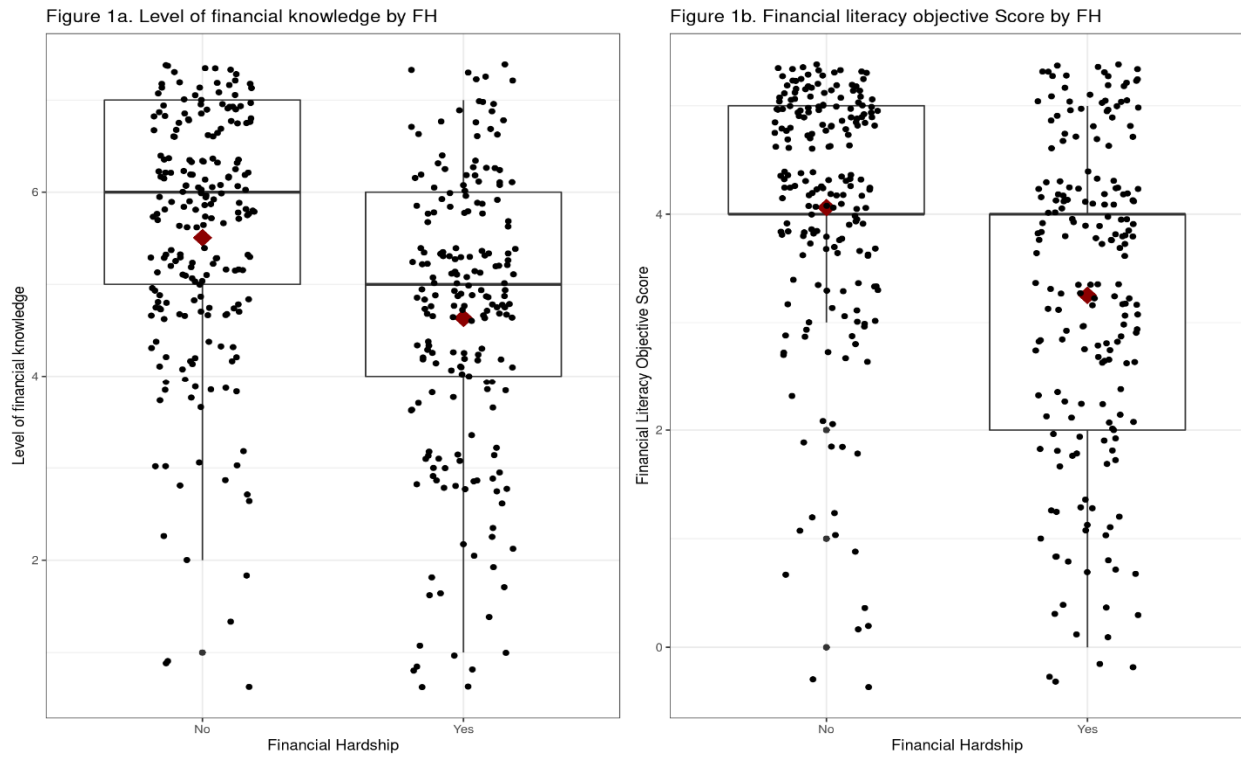 Figure 1a. Level of financial knowledge by FH
Level of financial knowledge
6
4
2
No
Yes
Financial Hardship
Figure 1b. Financial literacy objective Score by FH
Financial Literacy Objective Score
4
2
0
No
Yes
Financial Hardship